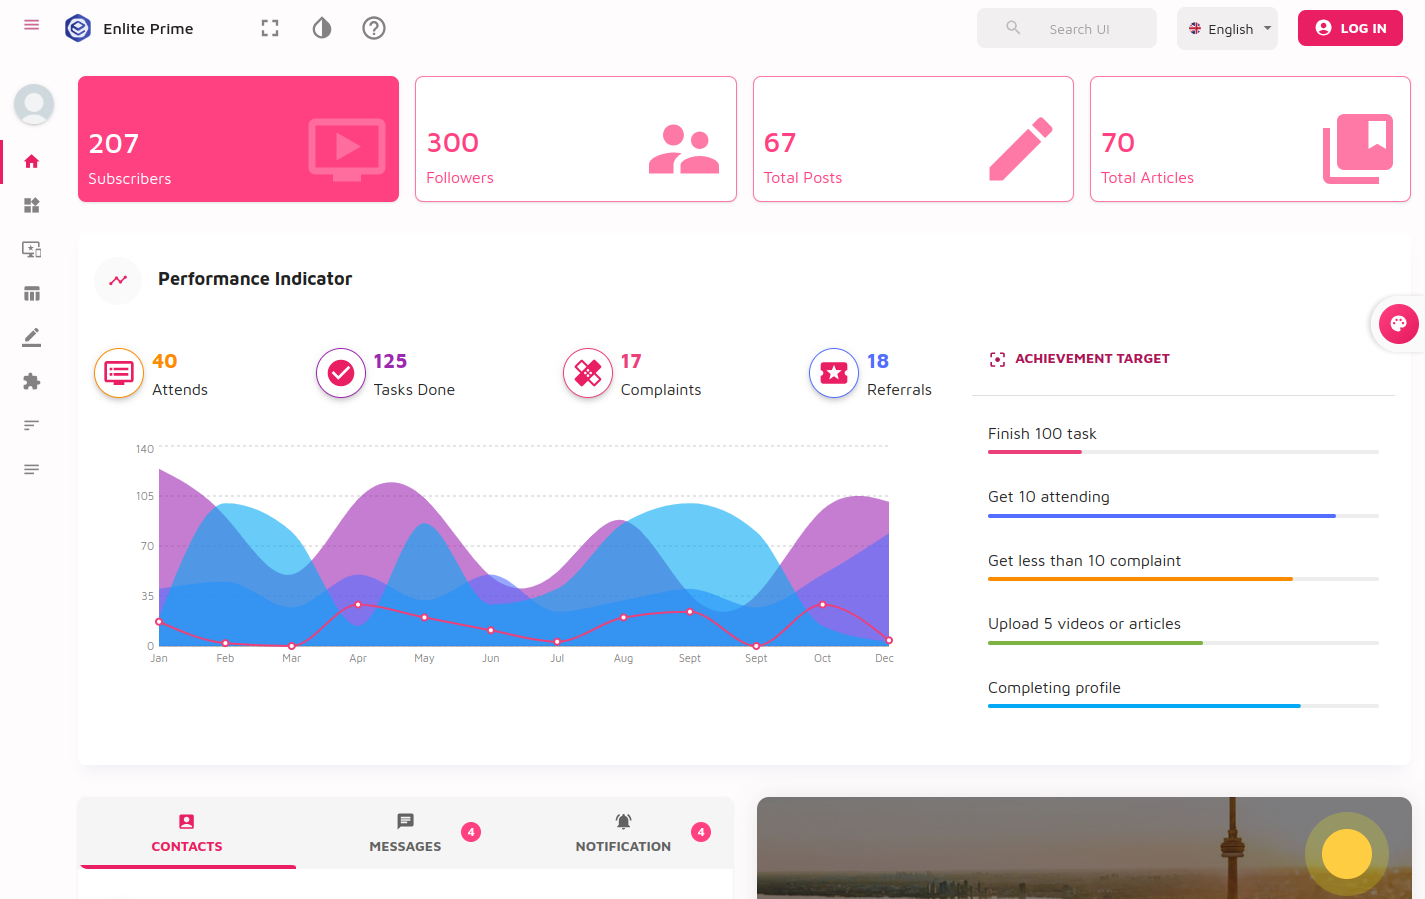 Enlite Prime
Search UI
English
LOG IN
207
Subscribers
300
Followers
67
Total Posts
70
Total Articles
Performance Indicator
40
Attends
125
Tasks Done
17
Complaints
18
Referrals
140
105
70
35
0
Jan Feb Mar Apr May Jun Jul Aug Sept Sept Oct Dec
ACHIEVEMENT TARGET
Finish 100 task
Get 10 attending
Get less than 10 complaint
Upload 5 videos or articles
Completing profile
CONTACTS
MESSAGES
4
NOTIFICATION
4